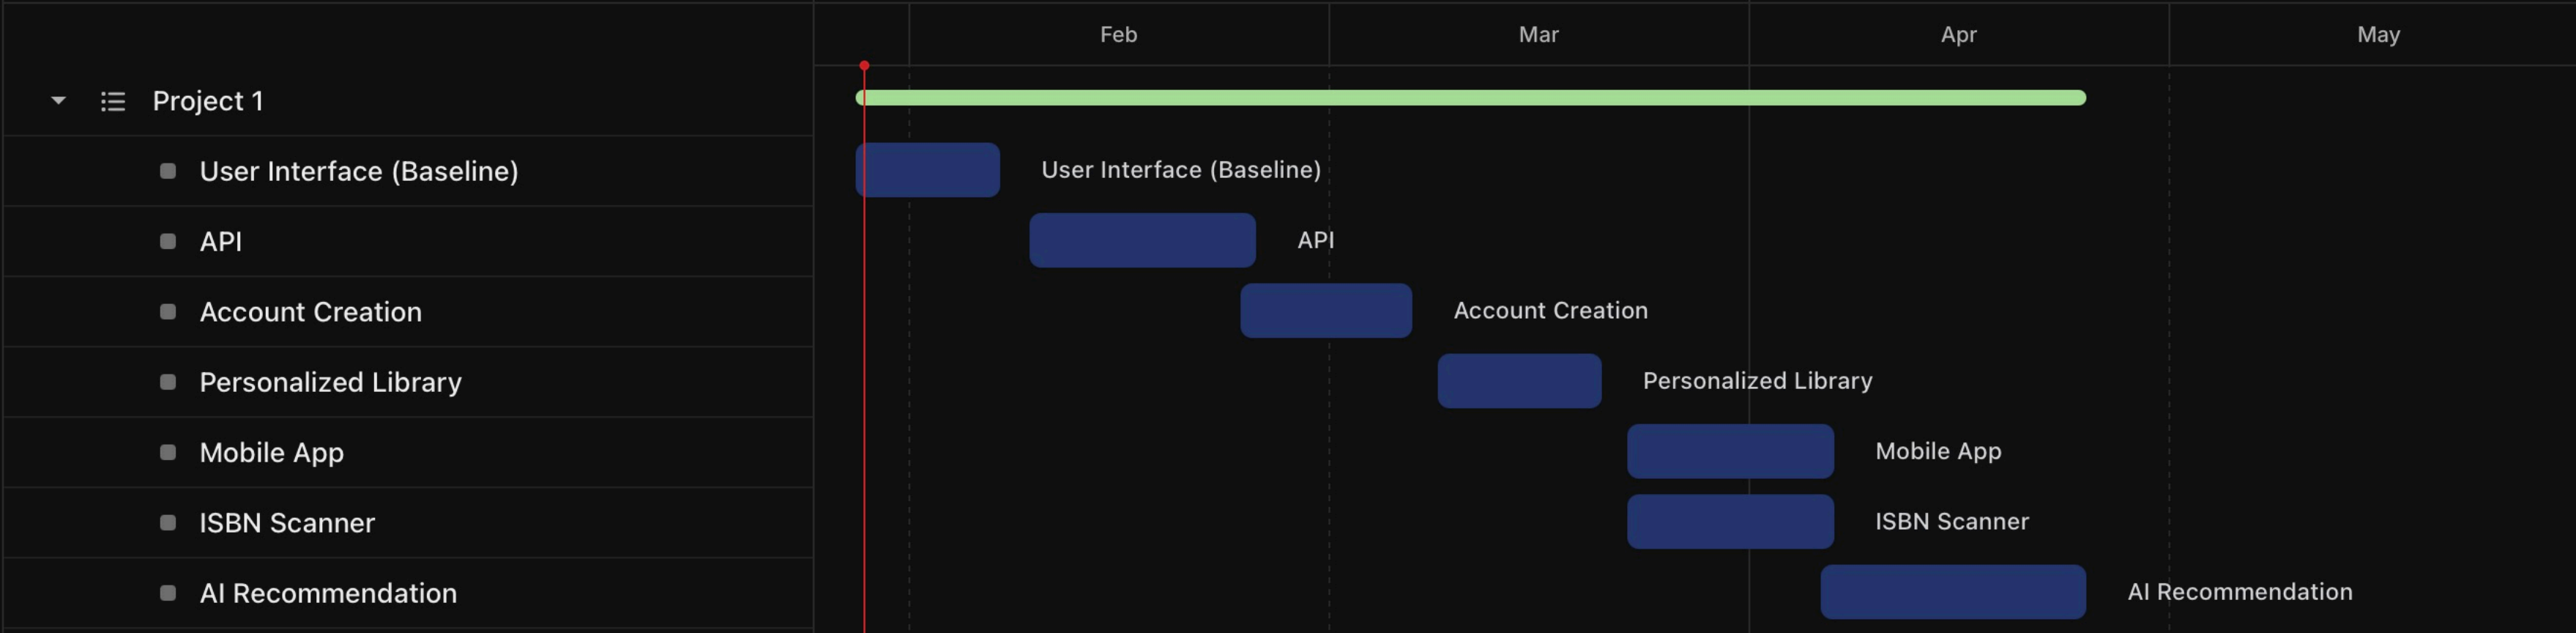 Feb Mar Apr May
Project 1
User Interface (Baseline) User Interface (Baseline)
API API
Account Creation Account Creation
Personalized Library Personalized Library
Mobile App Mobile App
ISBN Scanner ISBN Scanner
AI Recommendation AI Recommendation